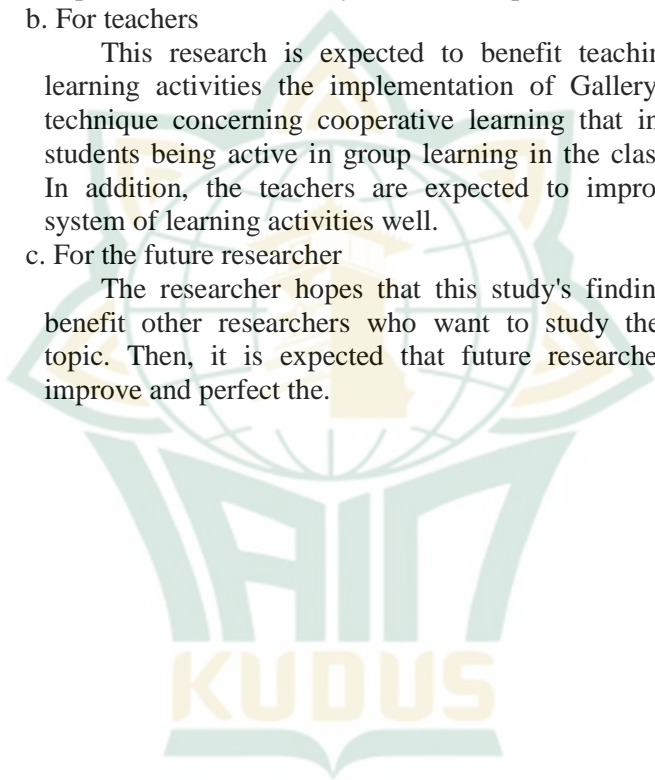 b. For teachers
This research is expected to benefit teachin
learning activities the implementation of Gallery
technique concerning cooperative learning that in
students being active in group learning in the clas
In addition, the teachers are expected to impro
system of learning activities well.
c. For the future researcher
The researcher hopes that this study's findin
benefit other researchers who want to study the
topic. Then, it is expected that future researche
improve and perfect the.
IAIN
KUDUS